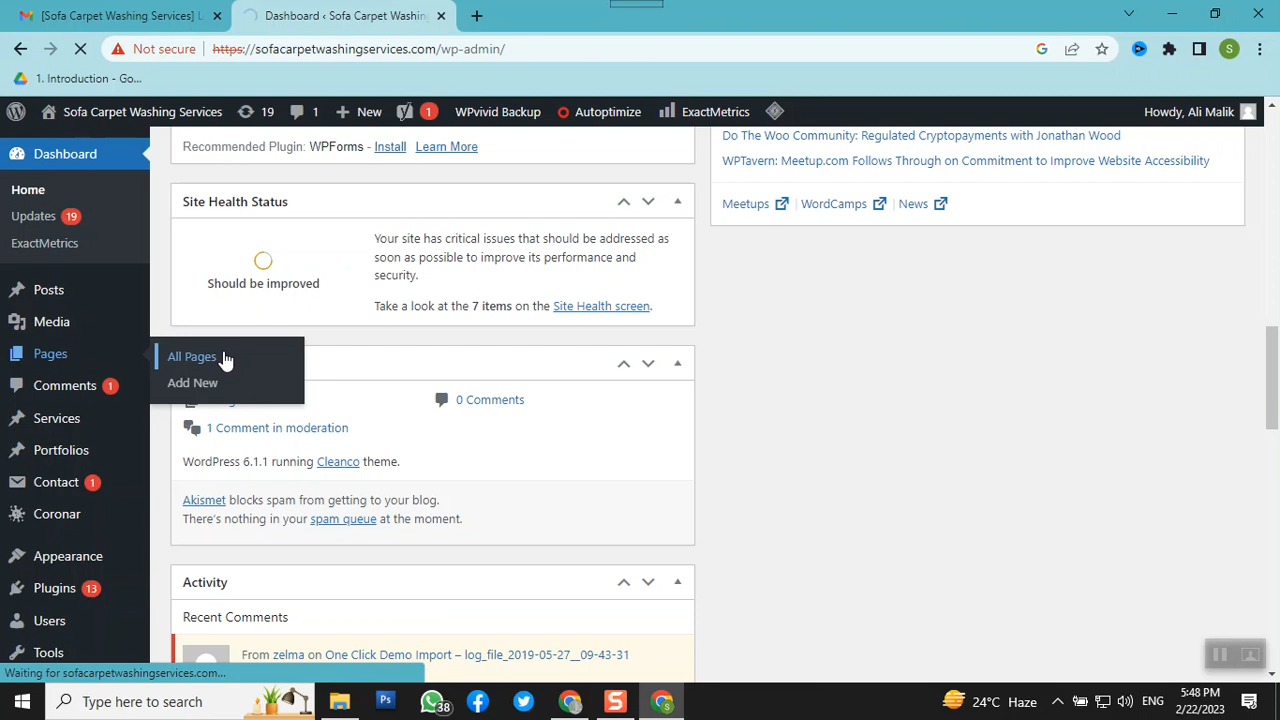 [Sofa Carpet Washing Services] L
Dashboard ‹ Sofa Carpet Washing
Not secure
https://sofacarpetwashingservices.com/wp-admin/
S
1. Introduction - Go...
Sofa Carpet Washing Services
19
1
New
1
WPvivid Backup
Autoptimize
ExactMetrics
Howdy, Ali Malik
Dashboard
Home
Updates 19
ExactMetrics
Posts
Media
Pages
Comments 1
Services
Portfolios
Contact 1
Coronar
Appearance
Plugins 13
Users
Tools
All Pages
Add New
Recommended Plugin: WPForms - Install | Learn More
Site Health Status
Should be improved
Your site has critical issues that should be addressed as
soon as possible to improve its performance and
security.
Take a look at the 7 items on the Site Health screen.
0 Comments
1 Comment in moderation
WordPress 6.1.1 running Cleanco theme.
Akismet blocks spam from getting to your blog.
There's nothing in your spam queue at the moment.
Activity
Recent Comments
From zelma on One Click Demo Import – log_file_2019-05-27__09-43-31
Do The Woo Community: Regulated Cryptopayments with Jonathan Wood
WPTavern: Meetup.com Follows Through on Commitment to Improve Website Accessibility
Meetups | WordCamps | News
Waiting for sofacarpetwashingservices.com...
Type here to search
Ps
38
S
S
24°C Haze
ENG
5:48 PM
2/22/2023